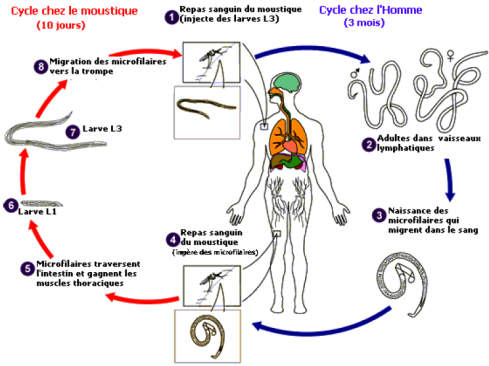 Cycle chez le moustique
(10 jours)
1 Repas sanguin du moustique
(injecte des larves L3)
Cycle chez l'Homme
(3 mois)
8 Migration des microfilaires
vers la trompe
7 Larve L3
2 Adultes dans vaisseaux
lymphatiques
6 Larve L1
3 Naissance des
microfilaires qui
migrent dans le sang
4 Repas sanguin
du moustique
(ingère des microfilaires)
5 Microfilaires traversent
l'intestin et gagnent les
muscles thoraciques